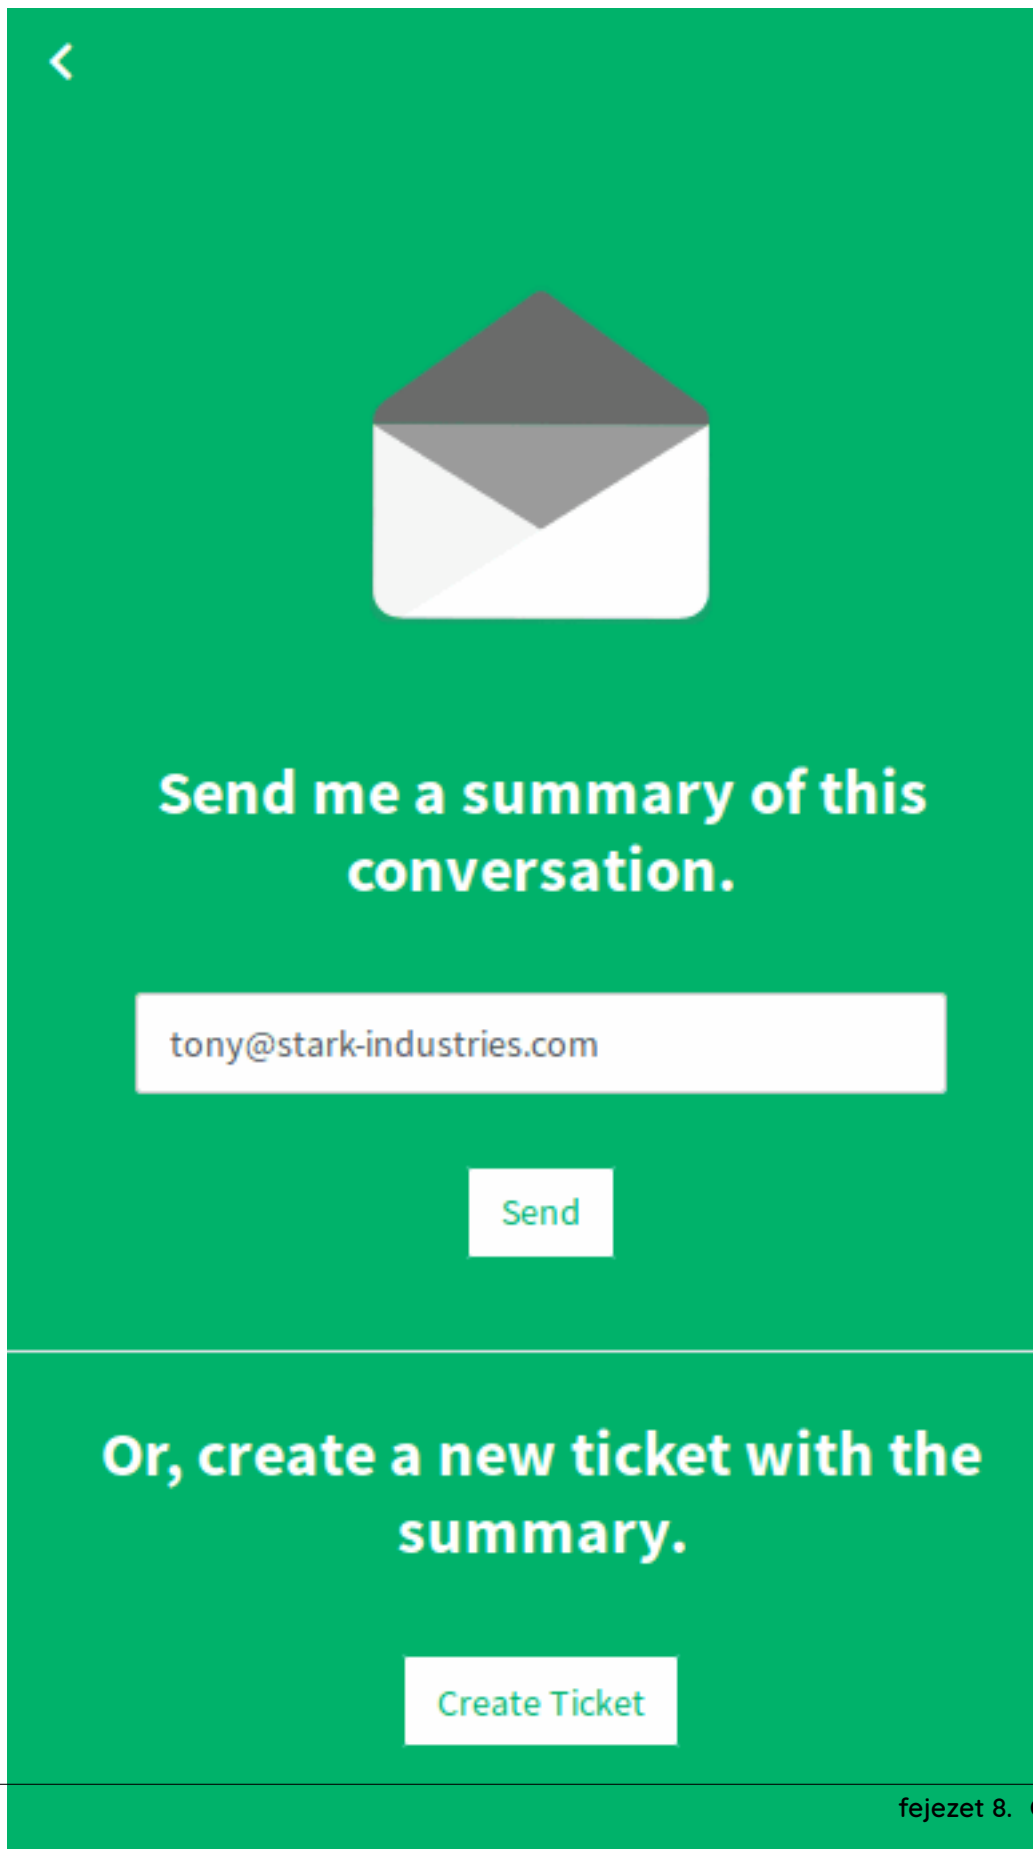 Send me a summary of this
conversation.
tony@stark-industries.com
Send
Or, create a new ticket with the
summary.
Create Ticket
fejezet 8.